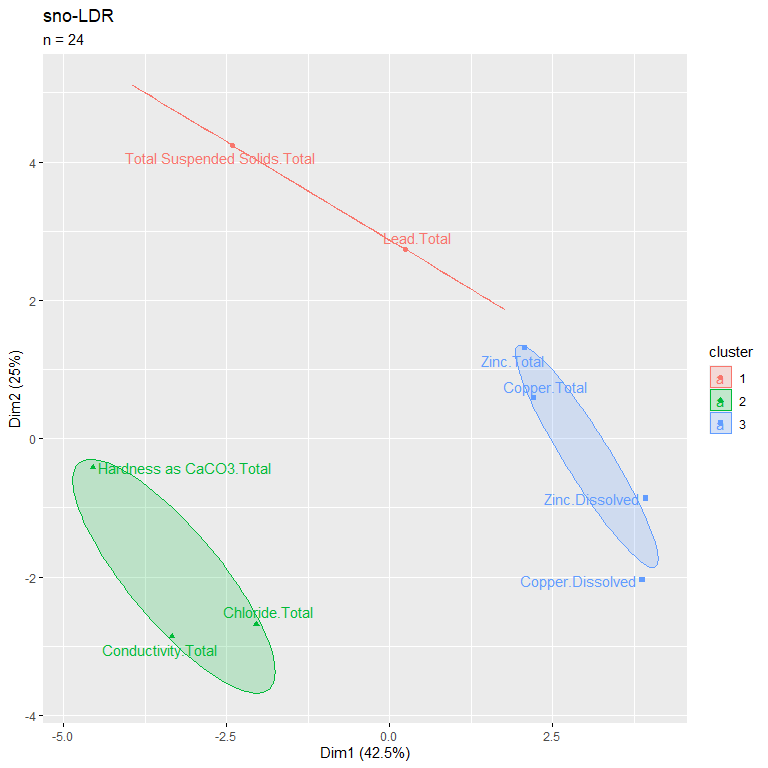 sno-LDR
n = 24
Total Suspended Solids.Total
Lead.Total
Zinc.Total
Copper.Total
Hardness as CaCO3.Total
Zinc.Dissolved
Copper.Dissolved
Chloride.Total
Conductivity.Total
4
2
0
-2
-4
Dim2 (25%)
-5.0
-2.5
0.0
2.5
Dim1 (42.5%)
cluster
a 1
a 2
a 3